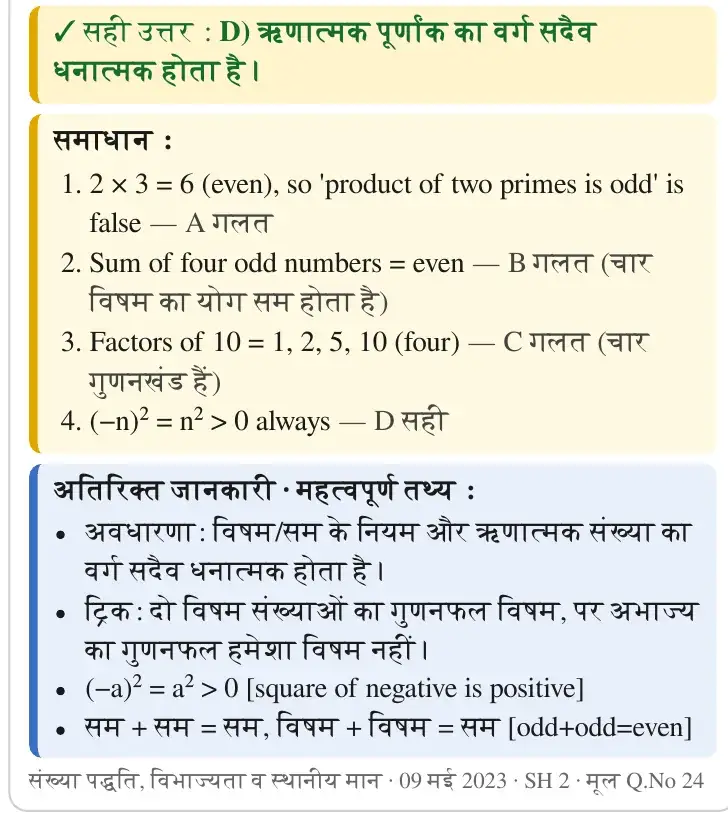 ✓ सही उत्तर : D) ऋणात्मक पूर्णांक का वर्ग सदैव
धनात्मक होता है।
समाधान :
1. 2 × 3 = 6 (even), so 'product of two primes is odd' is
false — A गलत
2. Sum of four odd numbers = even — B गलत (चार
विषम का योग सम होता है)
3. Factors of 10 = 1, 2, 5, 10 (four) — C गलत (चार
गुणनखंड हैं)
4. (−n)² = n² > 0 always — D सही
अतिरिक्त जानकारी · महत्वपूर्ण तथ्य :
• अवधारणा : विषम/सम के नियम और ऋणात्मक संख्या का
वर्ग सदैव धनात्मक होता है।
• ट्रिक : दो विषम संख्याओं का गुणनफल विषम, पर अभाज्य
का गुणनफल हमेशा विषम नहीं।
• (−a)² = a² > 0 [square of negative is positive]
• सम + सम = सम, विषम + विषम = सम [odd+odd=even]
संख्या पद्धति, विभाज्यता व स्थानीय मान · 09 मई 2023 · SH 2 · मूल Q.No 24